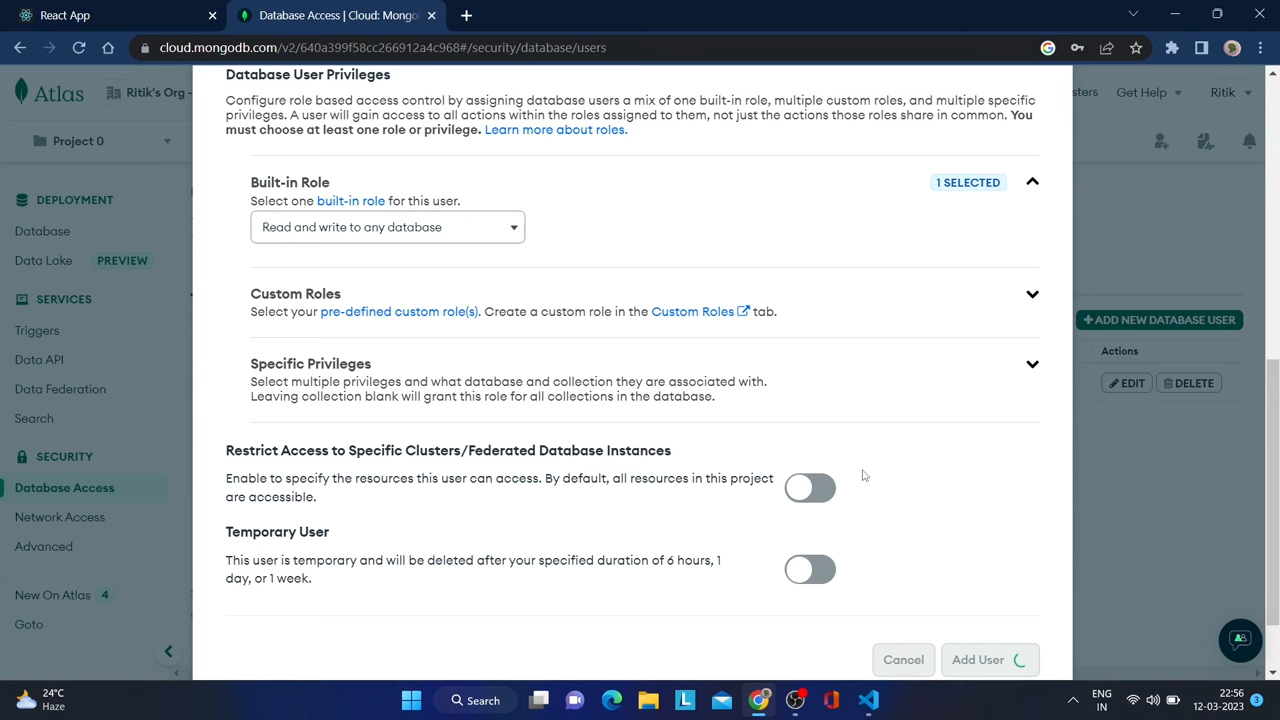 React App
Database Access | Cloud: Mongo
cloud.mongodb.com/v2/640a399f58cc266912a4c968#/security/database/users
Atlas
Ritik's Org -
Get Help
Ritik
Project 0
DEPLOYMENT
Database
Data Lake PREVIEW
SERVICES
Triggers
Data API
Data Federation
Search
SECURITY
Database Access
Network Access
Advanced
New On Atlas 4
Goto
Database User Privileges
Configure role based access control by assigning database users a mix of one built-in role, multiple custom roles, and multiple specific
privileges. A user will gain access to all actions within the roles assigned to them, not just the actions those roles share in common. You
must choose at least one role or privilege. Learn more about roles.
Built-in Role
1 SELECTED
Select one built-in role for this user.
Read and write to any database
Custom Roles
Select your pre-defined custom role(s). Create a custom role in the Custom Roles tab.
Specific Privileges
Select multiple privileges and what database and collection they are associated with.
Leaving collection blank will grant this role for all collections in the database.
Restrict Access to Specific Clusters/Federated Database Instances
Enable to specify the resources this user can access. By default, all resources in this project
are accessible.
Temporary User
This user is temporary and will be deleted after your specified duration of 6 hours, 1
day, or 1 week.
Cancel
Add User
+ ADD NEW DATABASE USER
Actions
EDIT
DELETE
24°C
Haze
Search
ENG
IN
22:56
12-03-2023
3